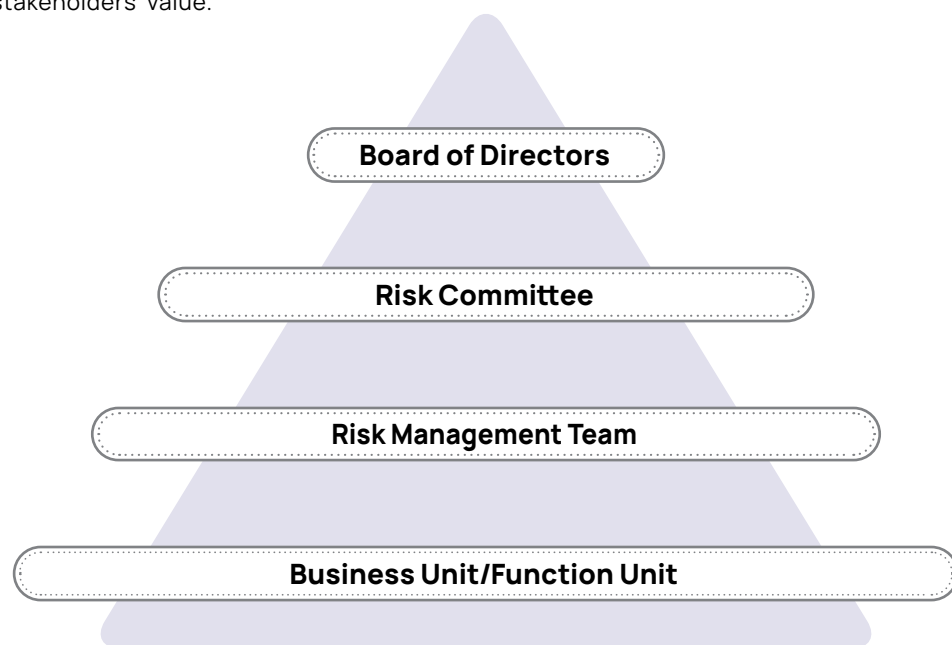 stakeholders' value.
Board of Directors
Risk Committee
Risk Management Team
Business Unit/Function Unit